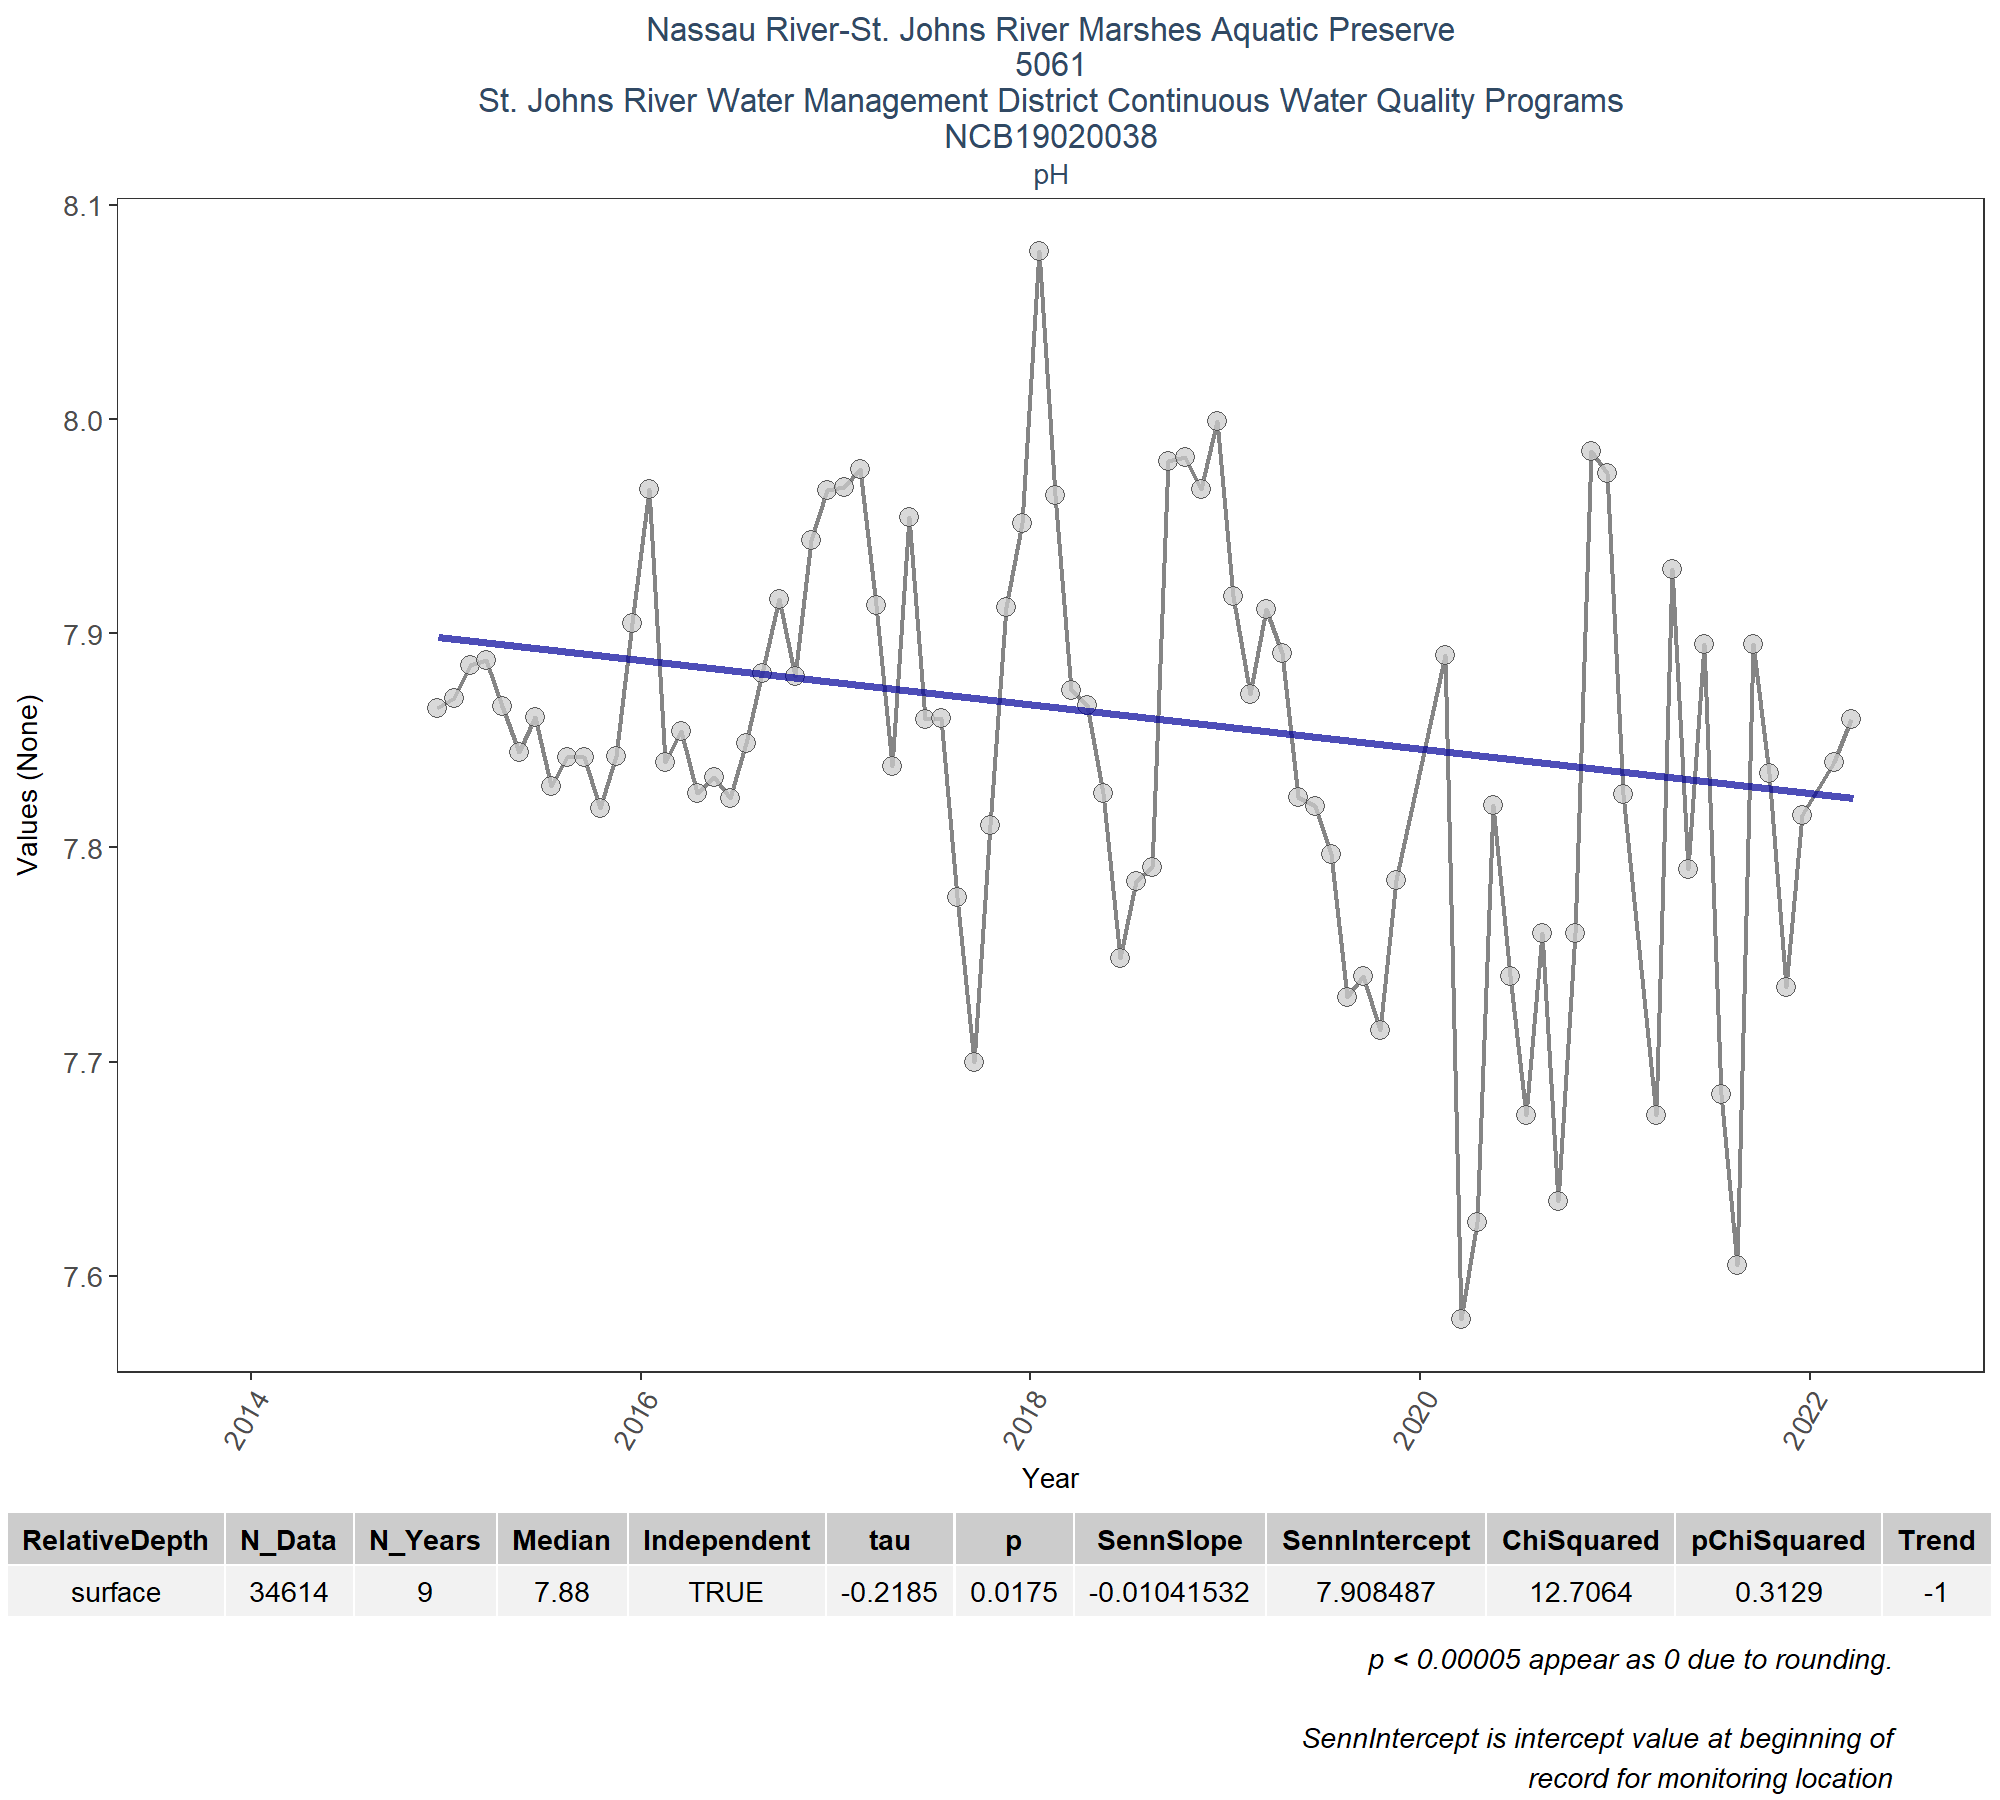 Nassau River-St. Johns River Marshes Aquatic Preserve
5061
St. Johns River Water Management District Continuous Water Quality Programs
NCB19020038
pH
8.1
8.0
7.9
7.8
7.7
7.6
Values (None)
2014 2016 2018 2020 2022
Year
RelativeDepth N_Data N_Years Median Independent tau p SennSlope SennIntercept ChiSquared pChiSquared Trend
surface 34614 9 7.88 TRUE -0.2185 0.0175 -0.01041532 7.908487 12.7064 0.3129 -1
p < 0.00005 appear as 0 due to rounding.
SennIntercept is intercept value at beginning of
record for monitoring location